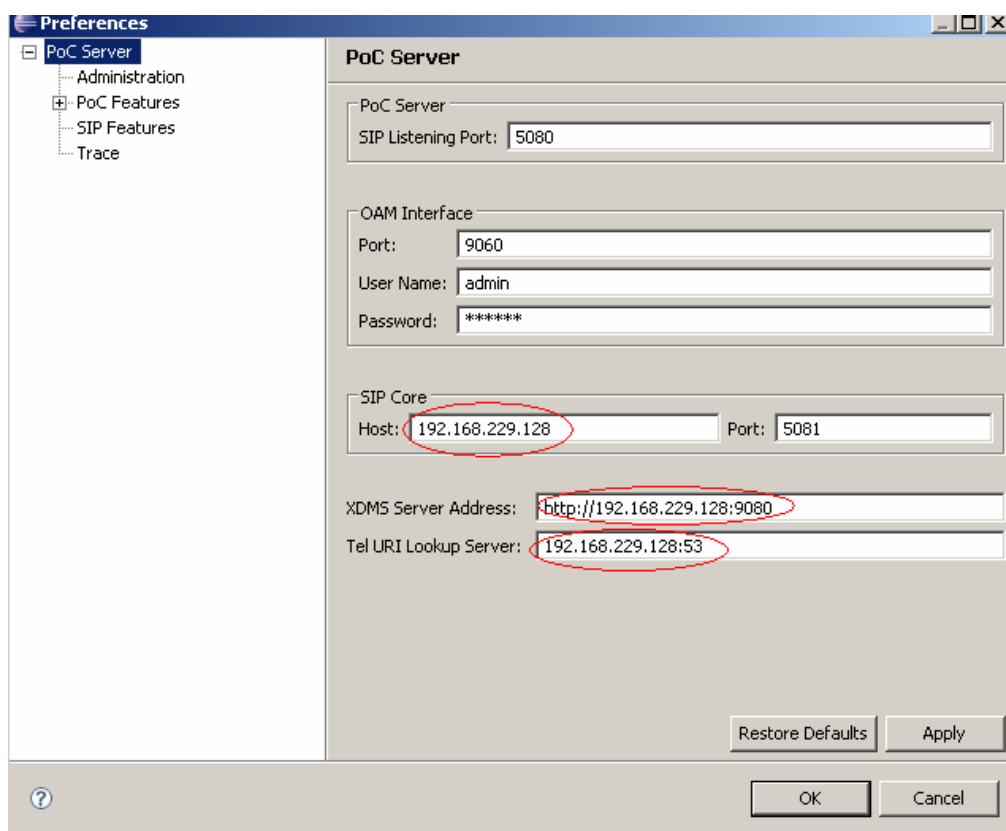 Preferences
PoC Server
Administration
PoC Features
SIP Features
Trace
PoC Server
PoC Server
SIP Listening Port: 5080
OAM Interface
Port: 9060
User Name: admin
Password: ******
SIP Core
Host: 192.168.229.128 Port: 5081
XDMS Server Address: http://192.168.229.128:9080
Tel URI Lookup Server: 192.168.229.128:53
Restore Defaults Apply
? OK Cancel